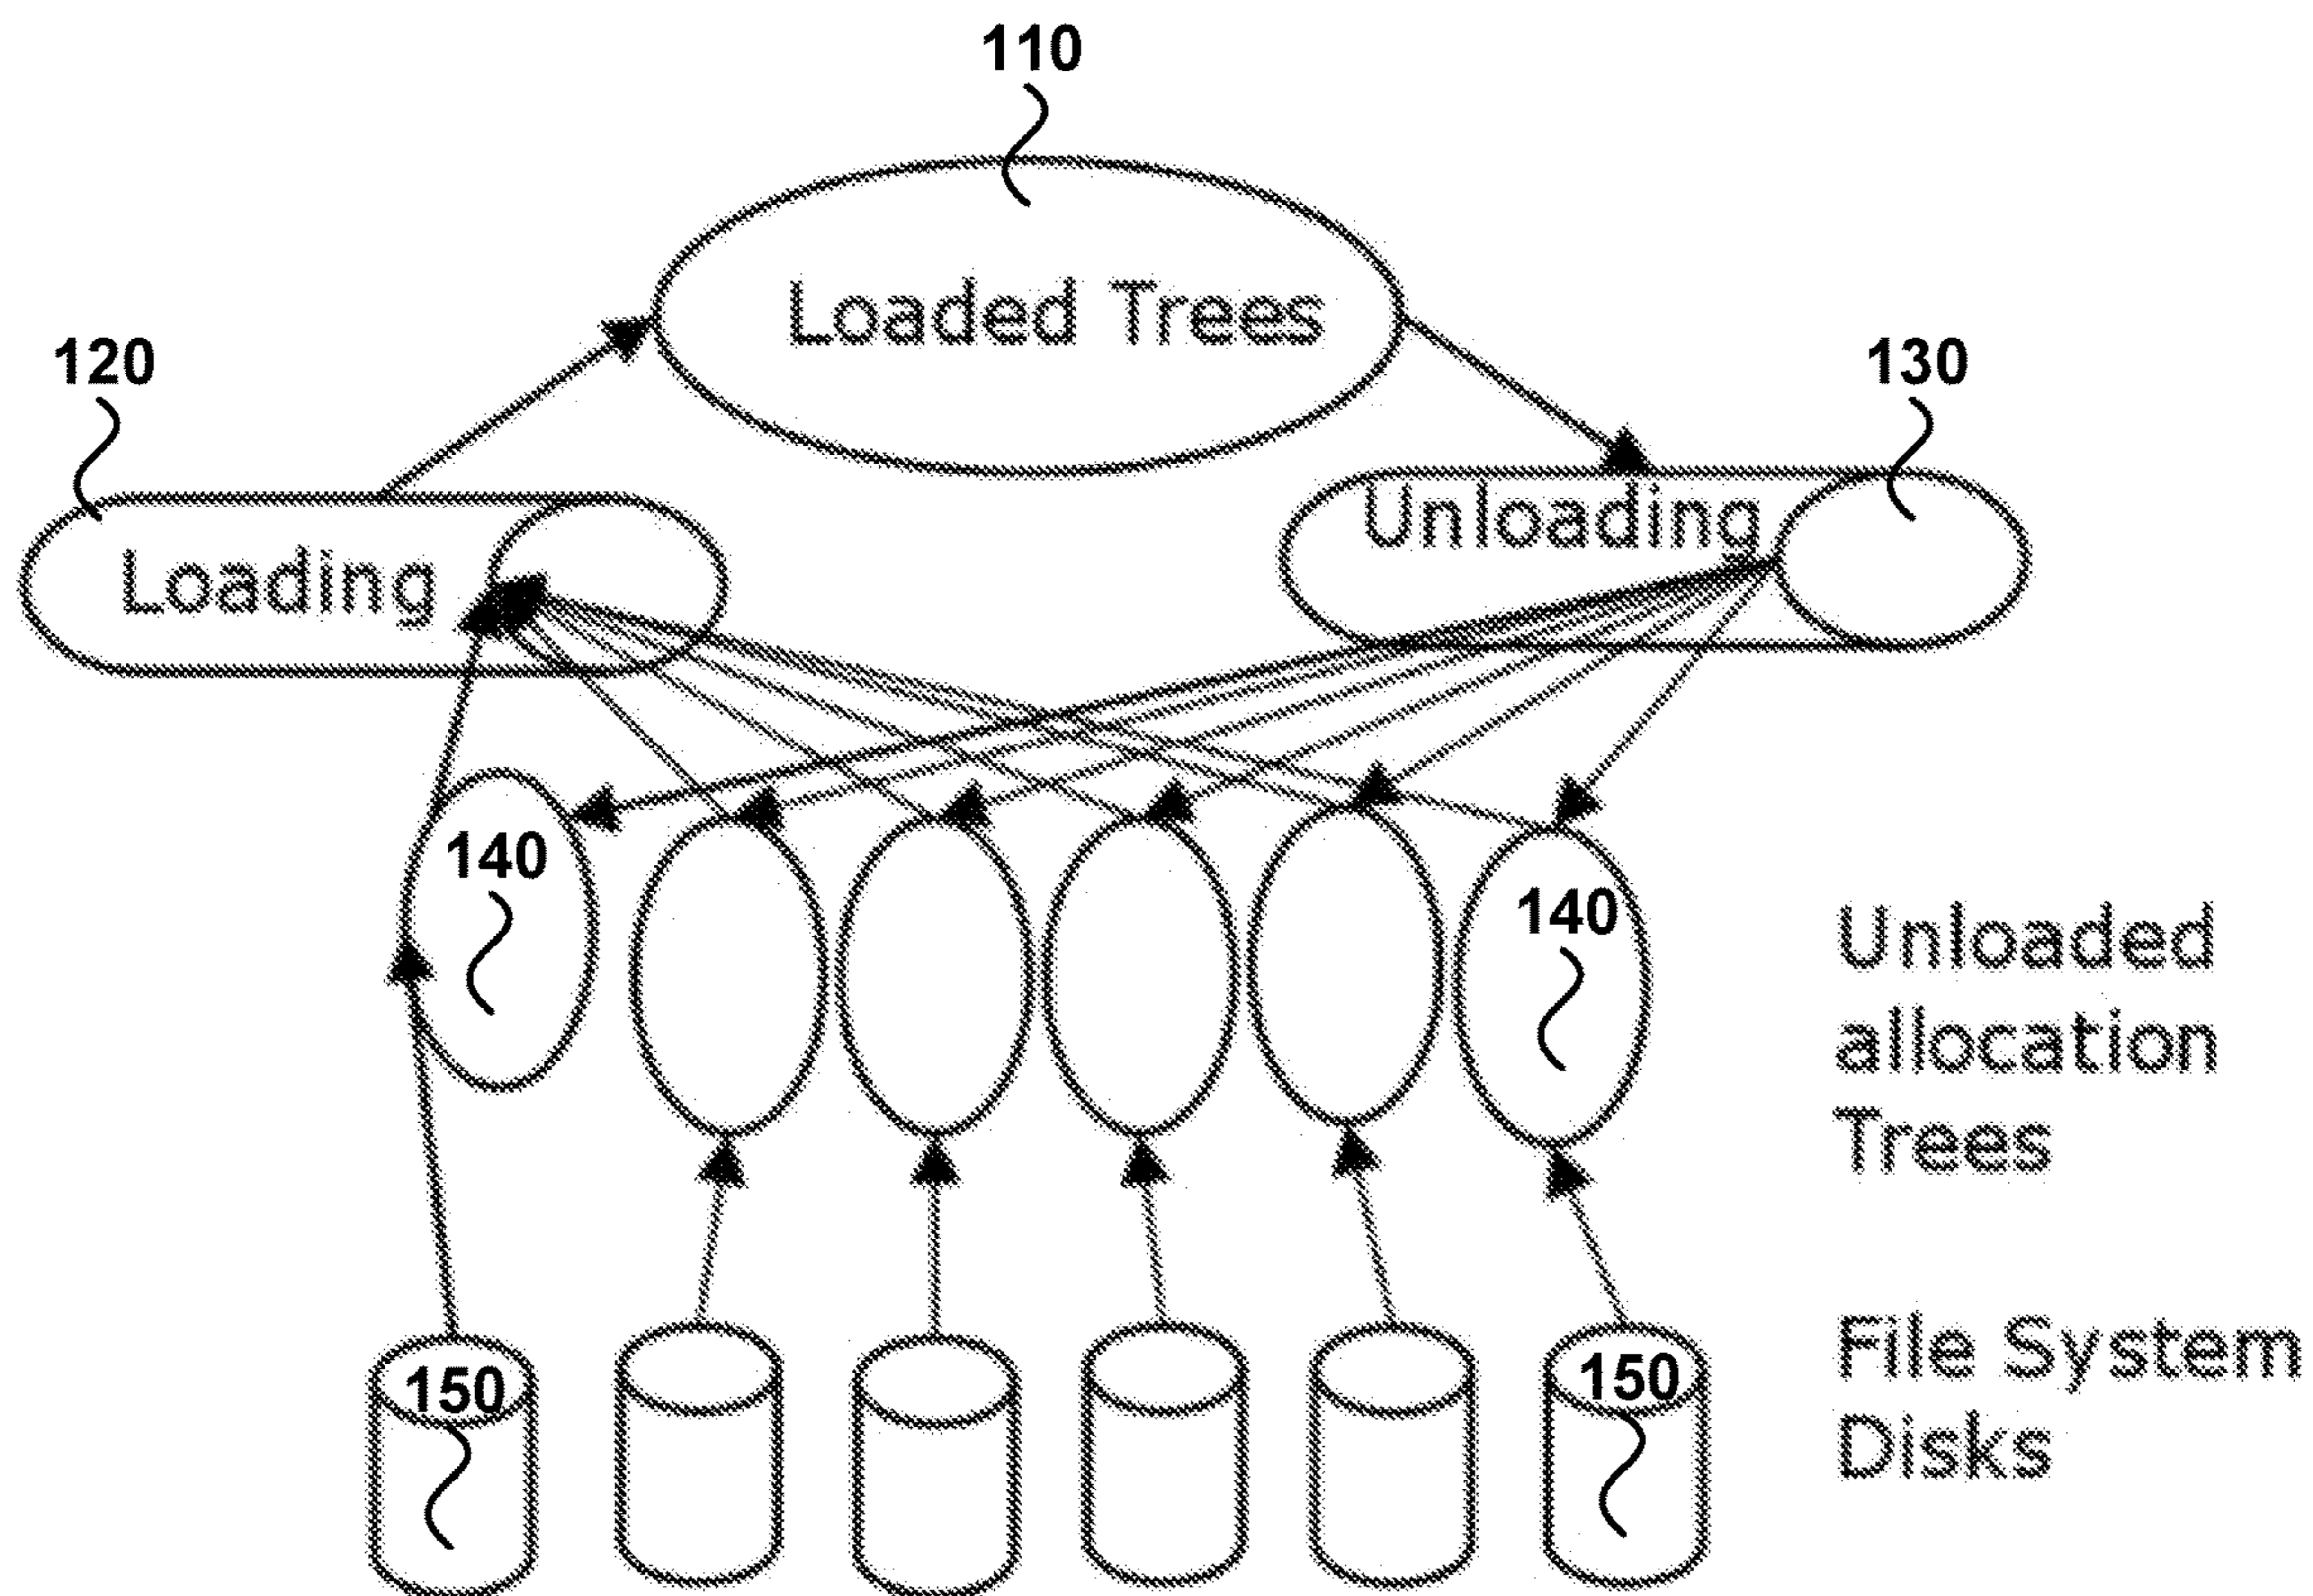 110
Loaded Trees
120
130
Unloading
Loading
140
140
Unloaded
allocation
Trees
150
150
File System
Disks